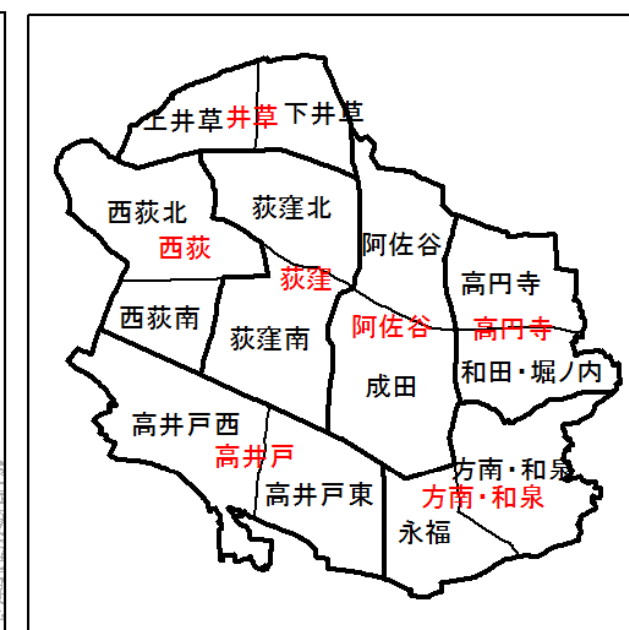 上井草
井草
下井草
西荻北
荻窪北
西荻
阿佐谷
荻窪
高円寺
西荻南
荻窪南
阿佐谷
高円寺
成田
和田・堀ノ内
高井戸西
高井戸
方南・和泉
高井戸東
方南・和泉
永福